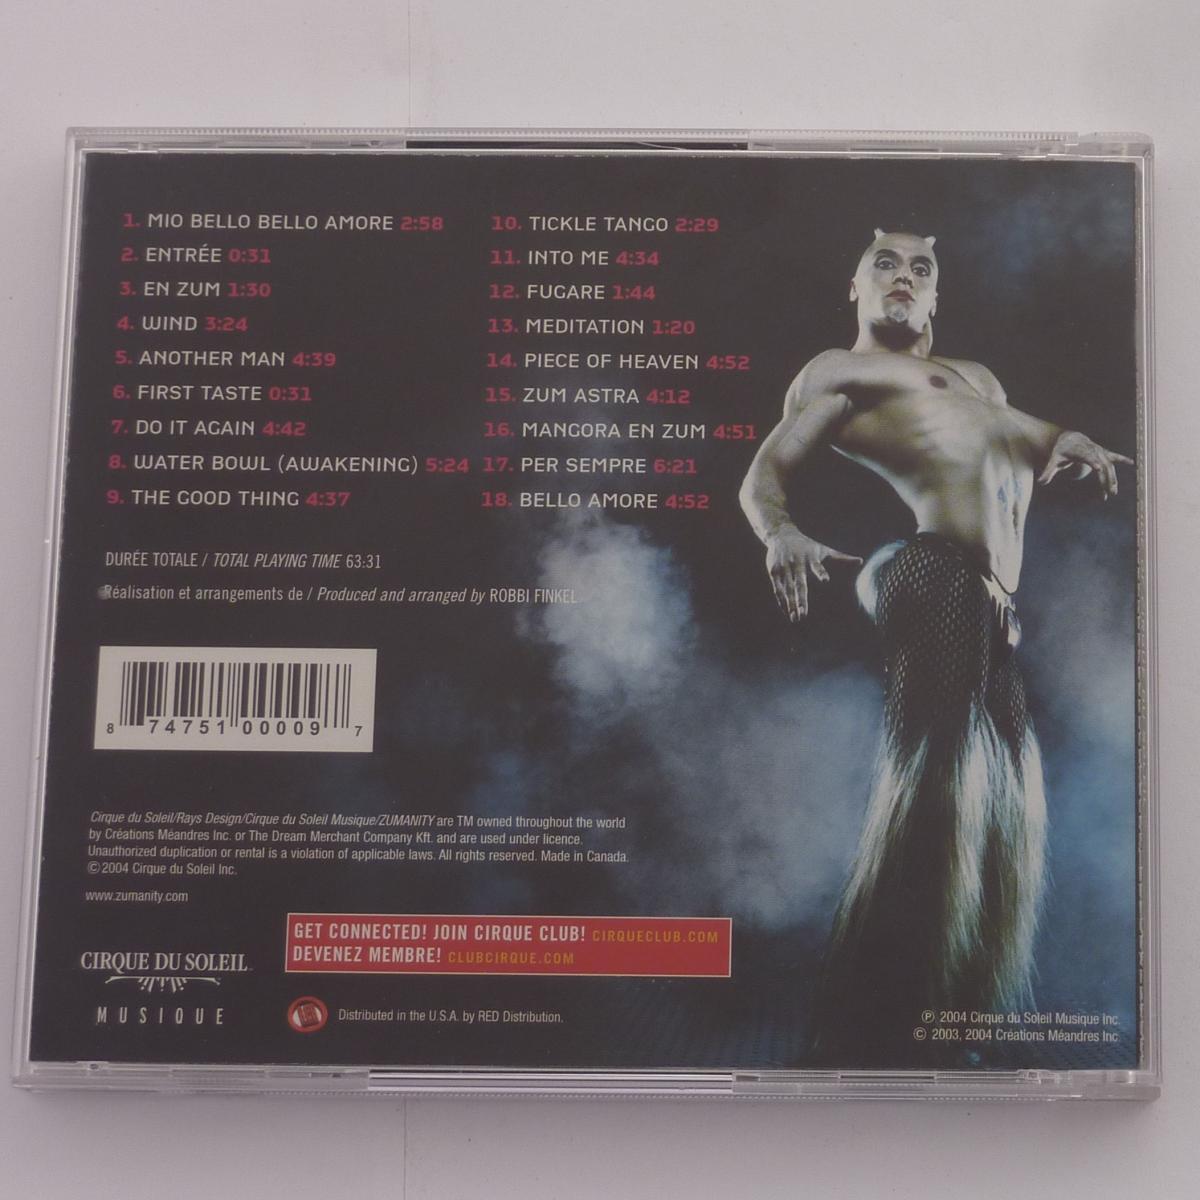 1. MIO BELLO BELLO AMORE 2:58
2. ENTRÉE 0:31
3. EN ZUM 1:30
4. WIND 3:24
5. ANOTHER MAN 4:39
6. FIRST TASTE 0:31
7. DO IT AGAIN 4:42
8. WATER BOWL (AWAKENING) 5:24
9. THE GOOD THING 4:37
10. TICKLE TANGO 2:29
11. INTO ME 4:34
12. FUGARE 1:44
13. MEDITATION 1:20
14. PIECE OF HEAVEN 4:52
15. ZUM ASTRA 4:12
16. MANGORA EN ZUM 4:51
17. PER SEMPRE 6:21
18. BELLO AMORE 4:52
DURÉE TOTALE / TOTAL PLAYING TIME 63:31
Réalisation et arrangements de / Produced and arranged by ROBBI FINKEL
8 74751 00009 7
Cirque du Soleil/Rays Design/Cirque du Soleil Musique/ZUMANITY are TM owned throughout the world
by Créations Méandres Inc. or The Dream Merchant Company Kft. and are used under licence.
Unauthorized duplication or rental is a violation of applicable laws. All rights reserved. Made in Canada.
© 2004 Cirque du Soleil Inc.
www.zumanity.com
GET CONNECTED! JOIN CIRQUE CLUB! CIRQUECLUB.COM
DEVENEZ MEMBRE! CLUBCIRQUE.COM
CIRQUE DU SOLEIL
MUSIQUE
Distributed in the U.S.A. by RED Distribution.
℗ 2004 Cirque du Soleil Musique Inc.
© 2003, 2004 Créations Méandres Inc.